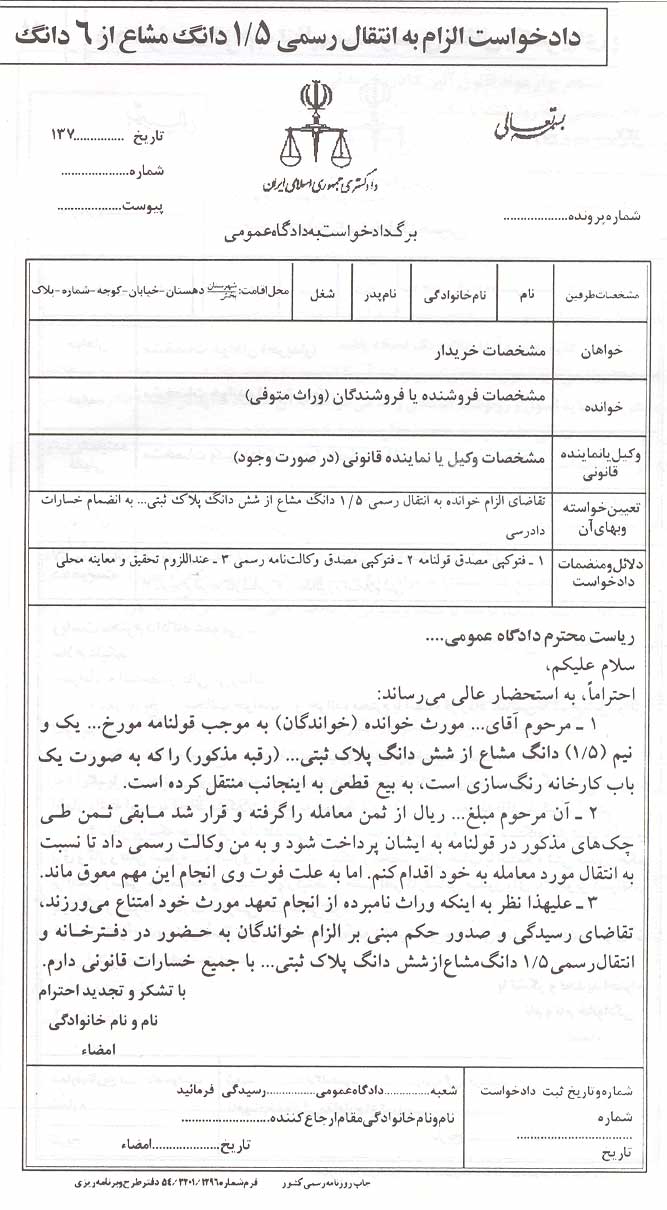 دادخواست الزام به انتقال رسمی ۱/۵ دانگ مشاع از ۶ دانگ
بسمه تعالی
تاریخ ............... ۱۳۷
شماره....................
دادگستری جمهوری اسلامی ایران
پیوست...................
شماره پرونده...................
برگ دادخواست به دادگاه عمومی
مشخصات طرفین | نام | نام خانوادگی | نام پدر | شغل | محل اقامت: شهرستان بخش دهستان-خیابان-کوچه-شماره-پلاک
خواهان | مشخصات خریدار
خوانده | مشخصات فروشنده یا فروشندگان (وراث متوفی)
وکیل یا نماینده قانونی | مشخصات وکیل یا نماینده قانونی (در صورت وجود)
تعیین خواسته وبهای آن | تقاضای الزام خوانده به انتقال رسمی ۱/۵ دانگ مشاع از شش دانگ پلاک ثبتی... به انضمام خسارات
دادرسی
دلائل و منضمات دادخواست | ۱ ـ فتوکپی مصدق قولنامه ۲ ـ فتوکپی مصدق وکالت‌نامه رسمی ۳ ـ عنداللزوم تحقیق و معاینه محلی
ریاست محترم دادگاه عمومی....
سلام علیکم،
احتراماً، به استحضار عالی می‌رساند:
۱ ـ مرحوم آقای... مورث خوانده (خواندگان) به موجب قولنامه مورخ... یک و
نیم (۱/۵) دانگ مشاع از شش دانگ پلاک ثبتی... (رقبه مذکور) را که به صورت یک
باب کارخانه رنگ‌سازی است، به بیع قطعی به اینجانب منتقل کرده است.
۲ ـ آن مرحوم مبلغ... ریال از ثمن معامله را گرفته و قرار شد مابقی ثمن طی
چک‌های مذکور در قولنامه به ایشان پرداخت شود و به من وکالت رسمی داد تا نسبت
به انتقال مورد معامله به خود اقدام کنم. اما به علت فوت وی انجام این مهم معوق ماند.
۳ ـ علیهذا نظر به اینکه وراث نامبرده از انجام تعهد مورث خود امتناع می‌ورزند،
تقاضای رسیدگی و صدور حکم مبنی بر الزام خواندگان به حضور در دفترخانه و
انتقال رسمی ۱/۵ دانگ مشاع از شش دانگ پلاک ثبتی... با جمیع خسارات قانونی دارم.
با تشکر و تجدید احترام
نام و نام خانوادگی
امضاء
شماره و تاریخ ثبت دادخواست
شماره
...............................
تاریخ
شعبه..............دادگاه عمومی..............رسیدگی فرمائید
نام و نام خانوادگی مقام ارجاع کننده........................
تاریخ....................امضاء
چاپ روزنامه رسمی کشور فرم شماره ۵۴/۳۲۰۱/۱۲۹۶ دفتر طرح و برنامه ریزی